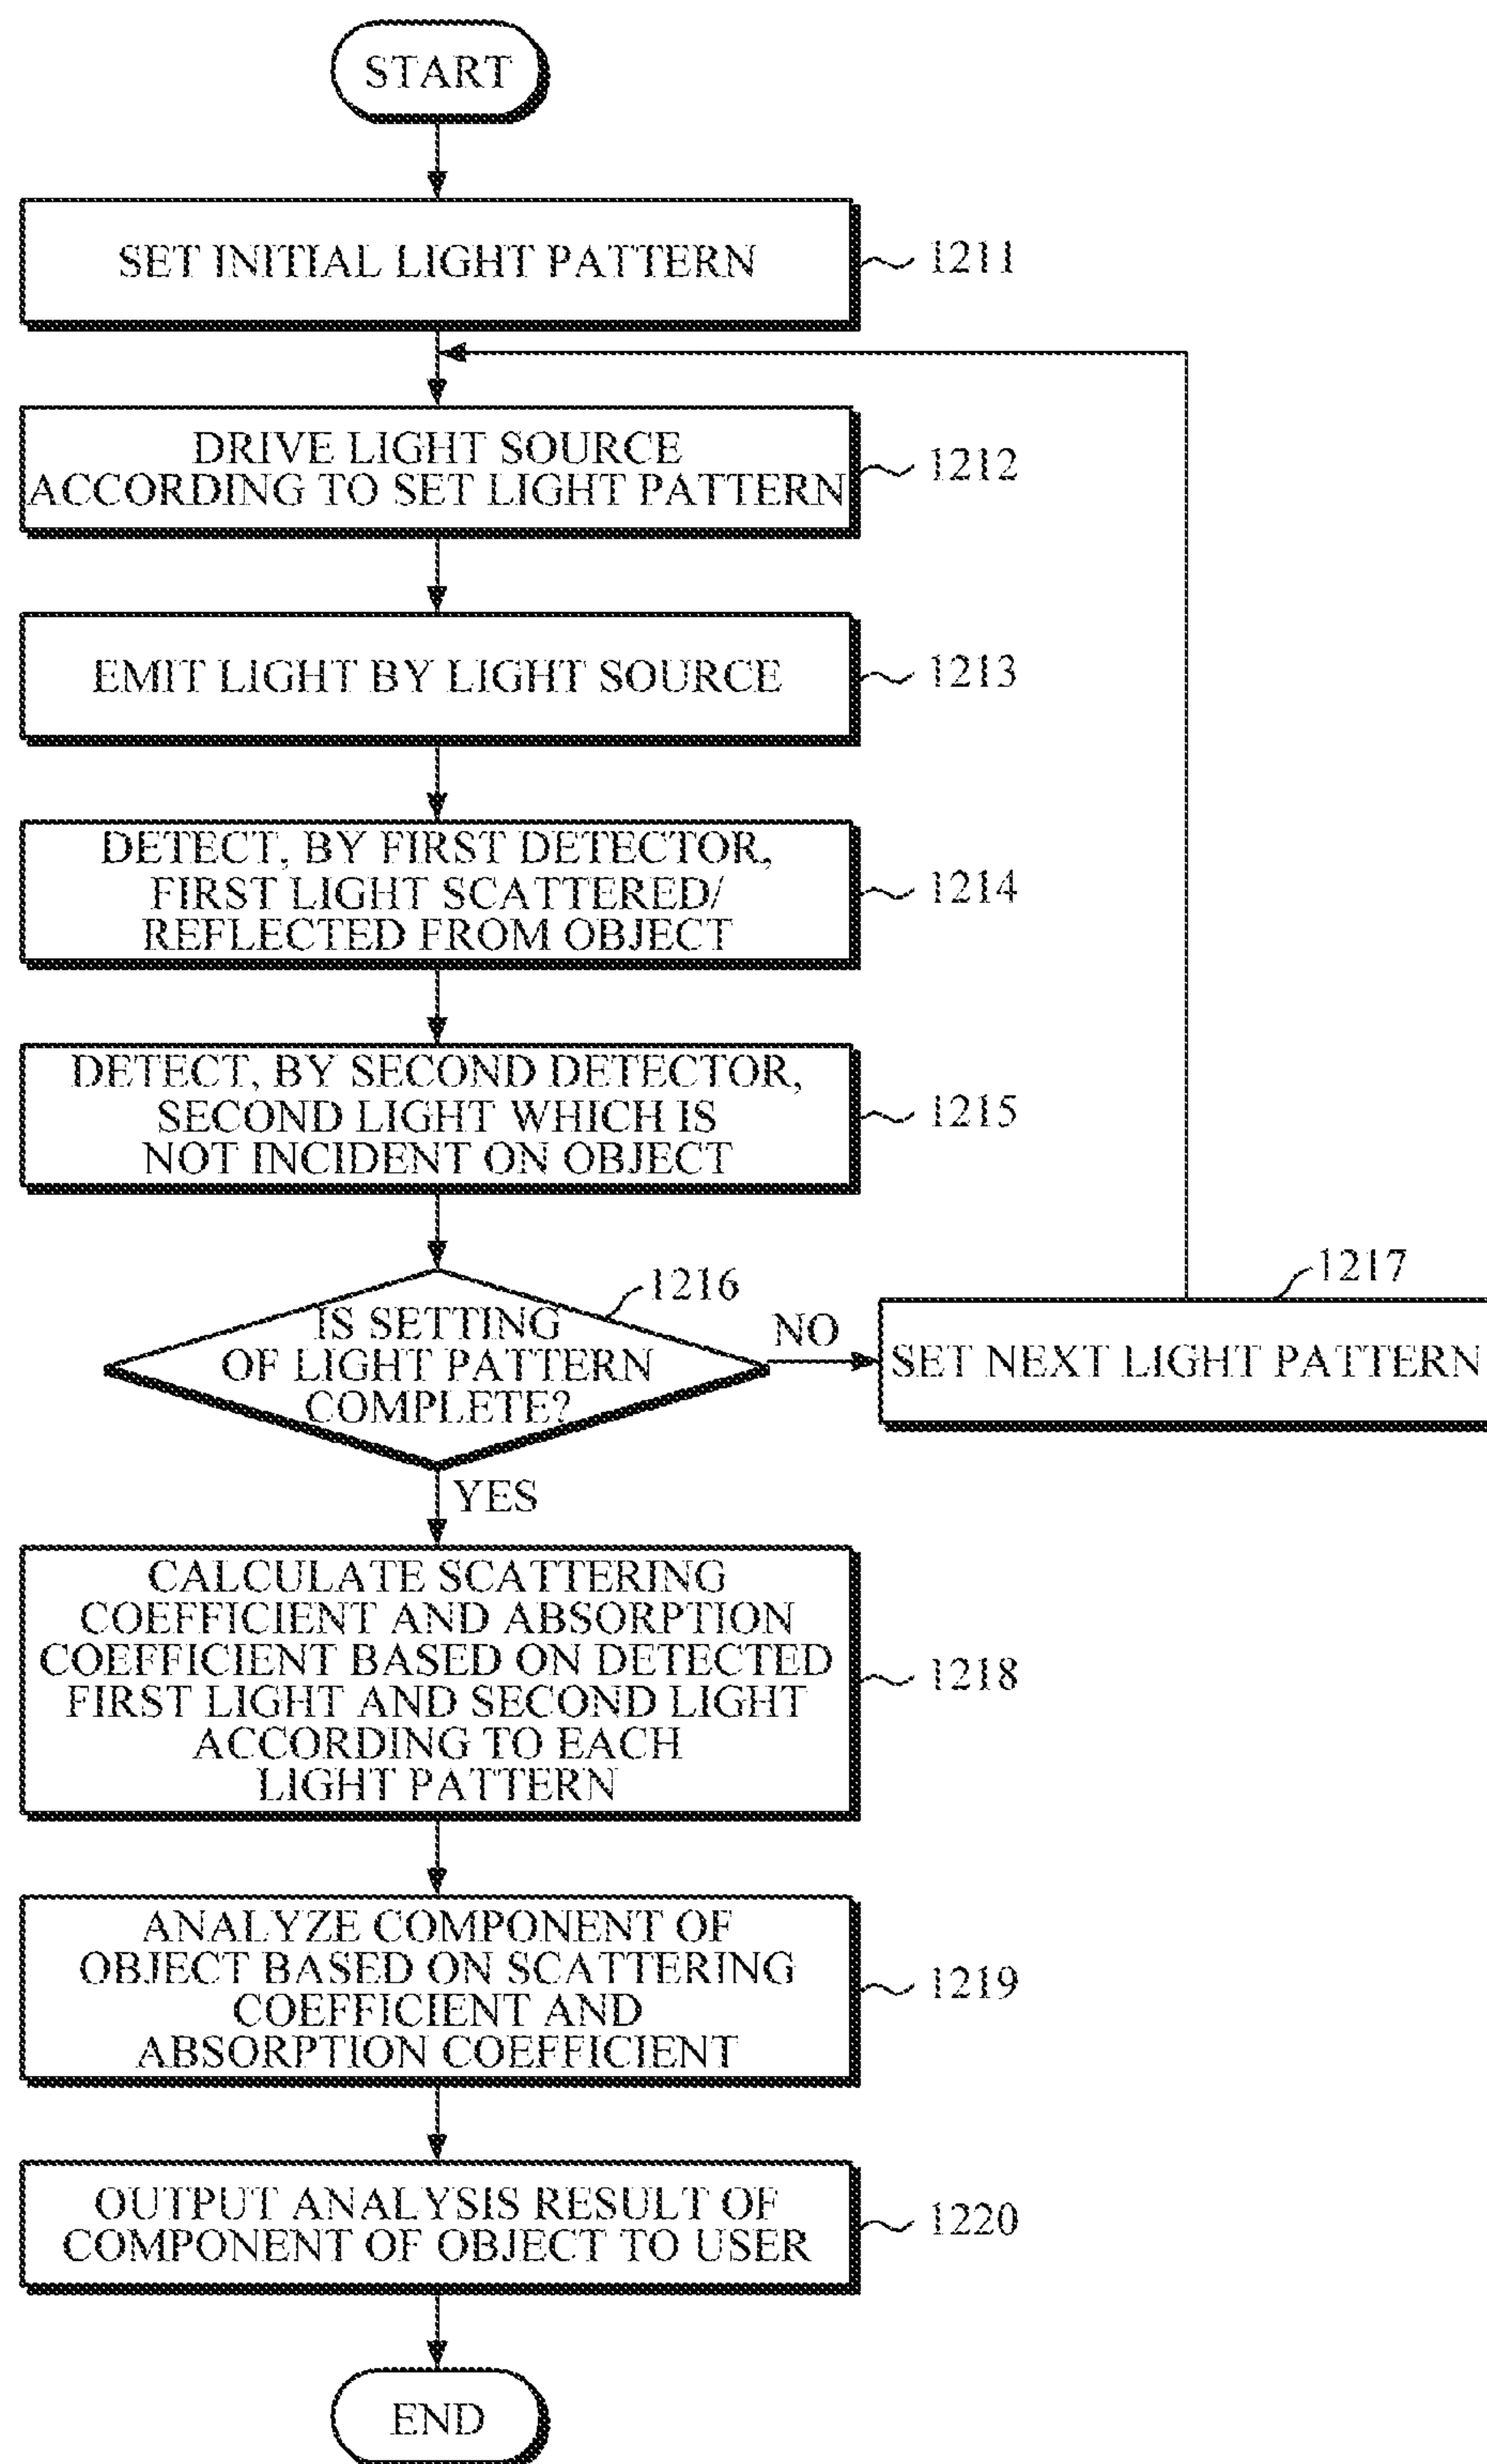 START
SET INITIAL LIGHT PATTERN
1211
DRIVE LIGHT SOURCE
ACCORDING TO SET LIGHT PATTERN
1212
EMIT LIGHT BY LIGHT SOURCE
1213
DETECT, BY FIRST DETECTOR,
FIRST LIGHT SCATTERED/
REFLECTED FROM OBJECT
1214
DETECT, BY SECOND DETECTOR,
SECOND LIGHT WHICH IS
NOT INCIDENT ON OBJECT
1215
1216
IS SETTING
OF LIGHT PATTERN
COMPLETE?
NO
1217
SET NEXT LIGHT PATTERN
YES
CALCULATE SCATTERING
COEFFICIENT AND ABSORPTION
COEFFICIENT BASED ON DETECTED
FIRST LIGHT AND SECOND LIGHT
ACCORDING TO EACH
LIGHT PATTERN
1218
ANALYZE COMPONENT OF
OBJECT BASED ON SCATTERING
COEFFICIENT AND
ABSORPTION COEFFICIENT
1219
OUTPUT ANALYSIS RESULT OF
COMPONENT OF OBJECT TO USER
1220
END